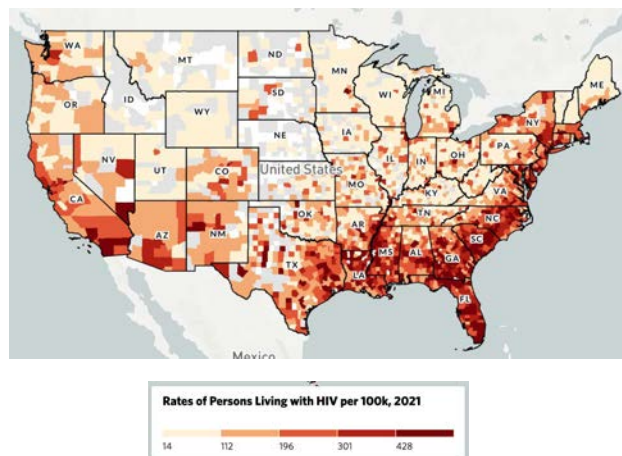 WA
MT
ND
MN
ME
OR
ID
SD
WI
MI
NY
WY
IA
PA
NE
NV
UT
CO
United States
IL
IN
OH
CA
MO
KY
VA
AZ
NM
OK
AR
TN
NC
TX
LA
MS
AL
GA
SC
FL
Mexico
Rates of Persons Living with HIV per 100k, 2021
14 112 196 301 428